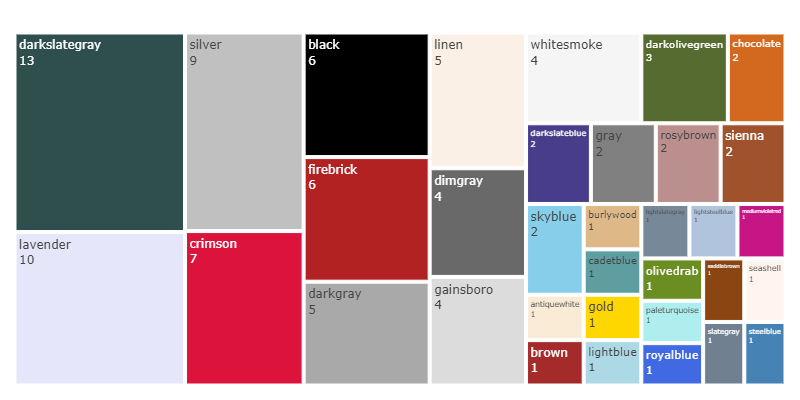 darkslategray
13
lavender
10
silver
9
crimson
7
black
6
firebrick
6
darkgray
5
linen
5
dimgray
4
gainsboro
4
whitesmoke
4
darkolivegreen
3
chocolate
2
darkslateblue
2
gray
2
rosybrown
2
sienna
2
skyblue
2
burlywood
1
cadetblue
1
antiquewhite
1
gold
1
brown
1
lightblue
1
lightslategray
1
lightsteelblue
1
mediumvioletred
1
olivedrab
1
paleturquoise
1
royalblue
1
saddlebrown
1
seashell
1
slategray
1
steelblue
1